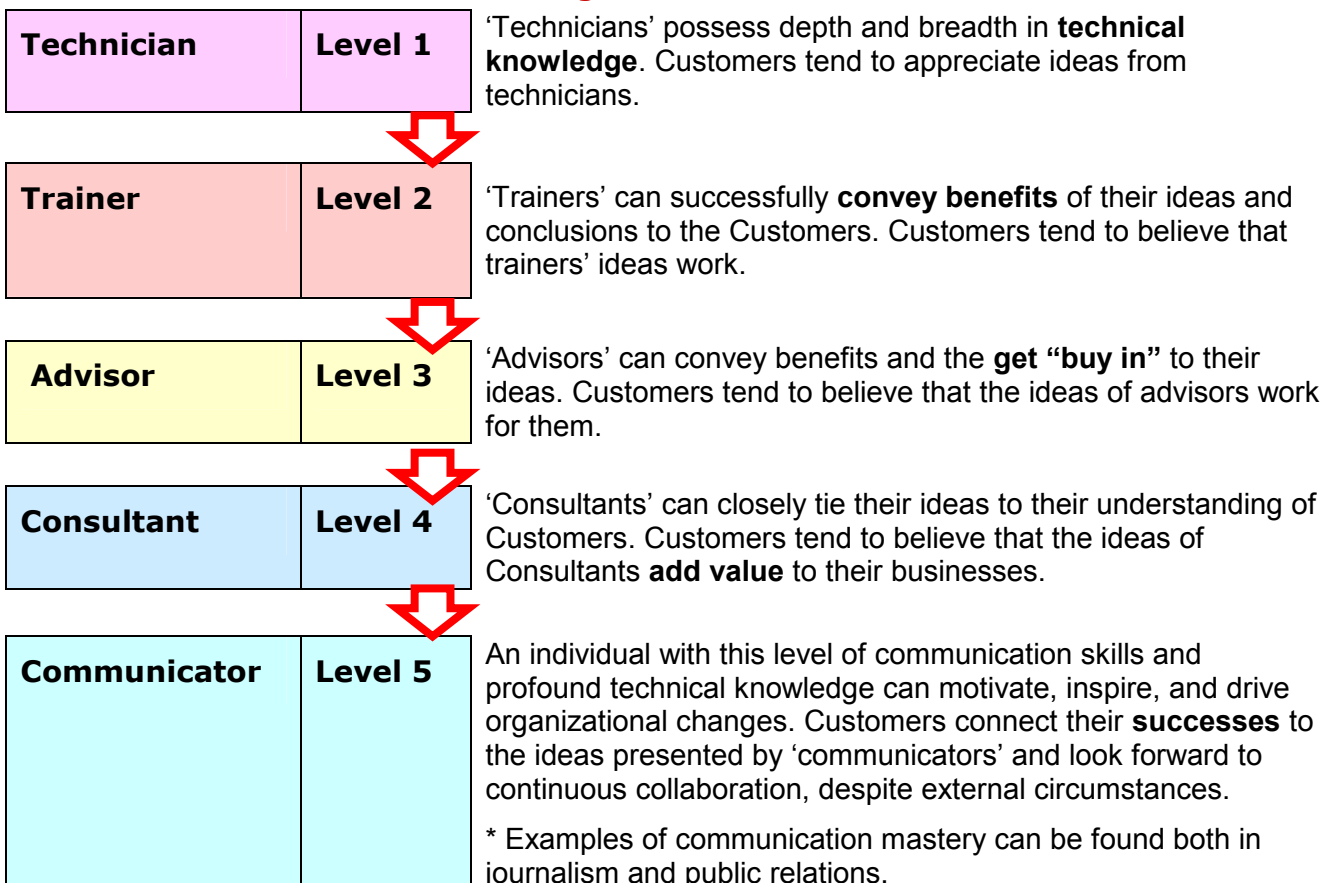 Technician Level 1
‘Technicians’ possess depth and breadth in technical
knowledge. Customers tend to appreciate ideas from
technicians.
Trainer Level 2
‘Trainers’ can successfully convey benefits of their ideas and
conclusions to the Customers. Customers tend to believe that
trainers’ ideas work.
Advisor Level 3
‘Advisors’ can convey benefits and the get “buy in” to their
ideas. Customers tend to believe that the ideas of advisors work
for them.
Consultant Level 4
‘Consultants’ can closely tie their ideas to their understanding of
Customers. Customers tend to believe that the ideas of
Consultants add value to their businesses.
Communicator Level 5
An individual with this level of communication skills and
profound technical knowledge can motivate, inspire, and drive
organizational changes. Customers connect their successes to
the ideas presented by ‘communicators’ and look forward to
continuous collaboration, despite external circumstances.
* Examples of communication mastery can be found both in
journalism and public relations.